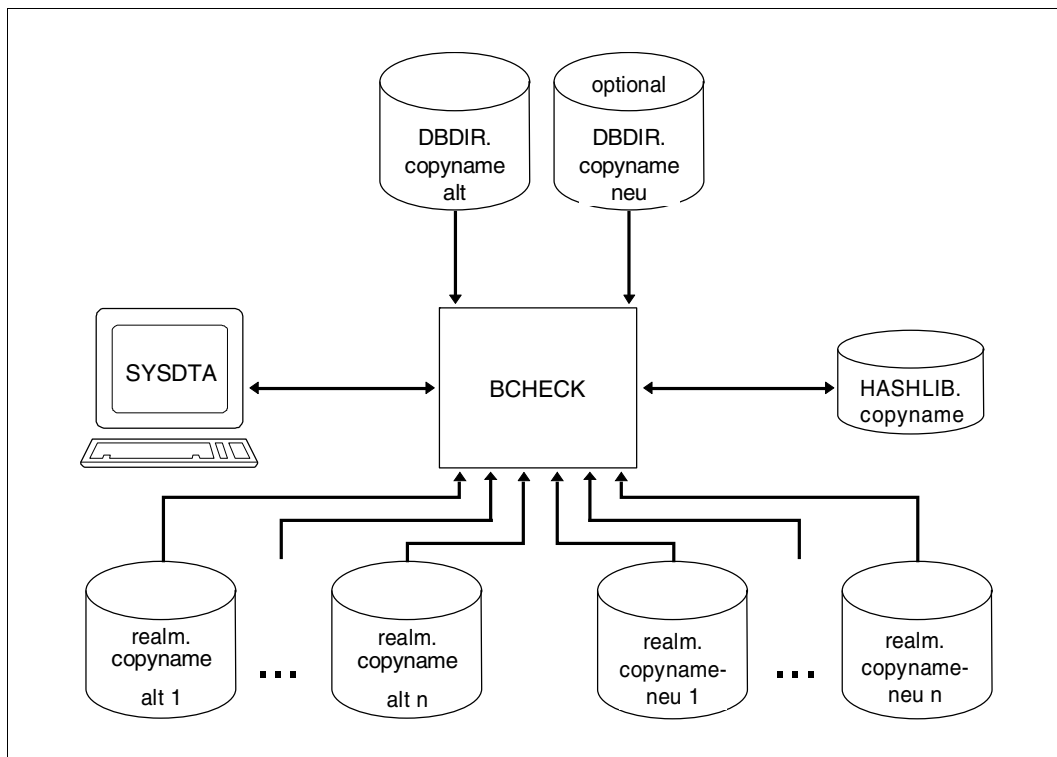 optional
DBDIR.
copyname
alt
DBDIR.
copyname
neu
SYSDTA
BCHECK
HASHLIB.
copyname
realm.
copyname
alt 1
...
realm.
copyname
alt n
realm.
copyname-
neu 1
...
realm.
copyname-
neu n